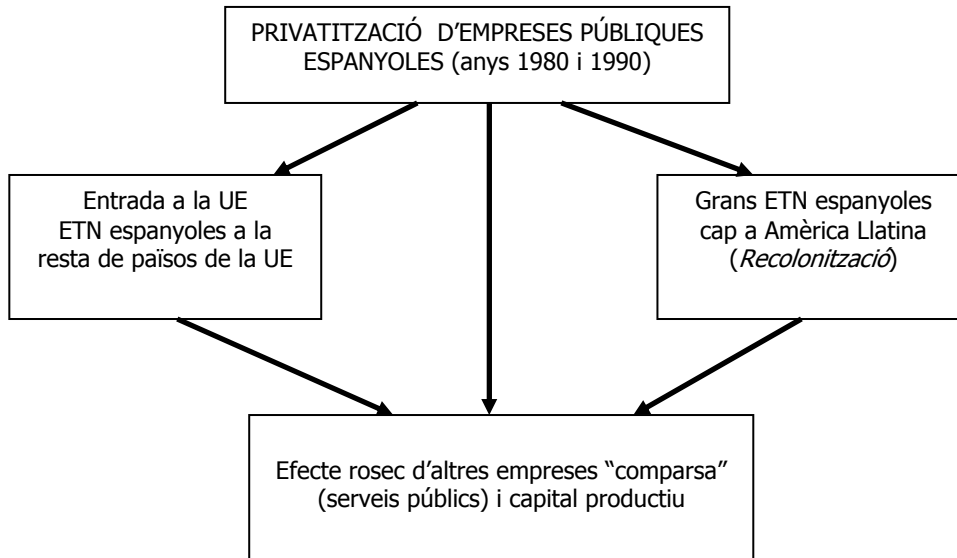 PRIVATITZACIÓ D'EMPRESES PÚBLIQUES
ESPANYOLES (anys 1980 i 1990)
Entrada a la UE
ETN espanyoles a la
resta de països de la UE
Grans ETN espanyoles
cap a Amèrica Llatina
(Recolonització)
Efecte rosec d'altres empreses “comparsa”
(serveis públics) i capital productiu